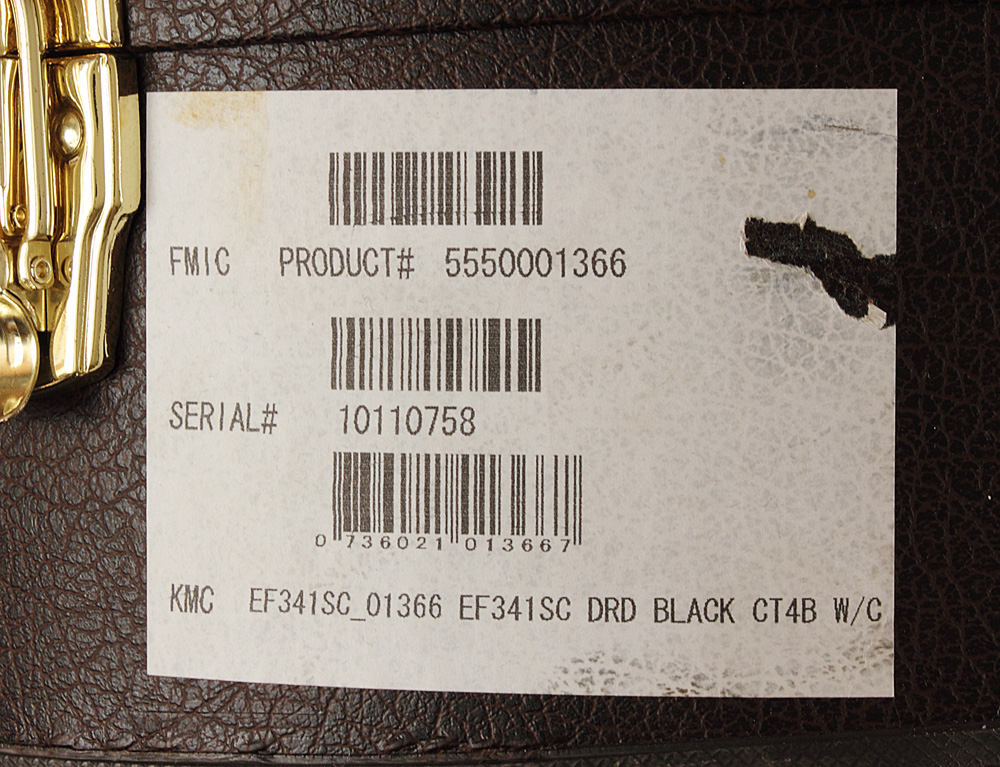 FMIC PRODUCT# 5550001366
SERIAL# 10110758
0 736021 013667
KMC EF341SC_01366 EF341SC DRD BLACK CT4B W/C